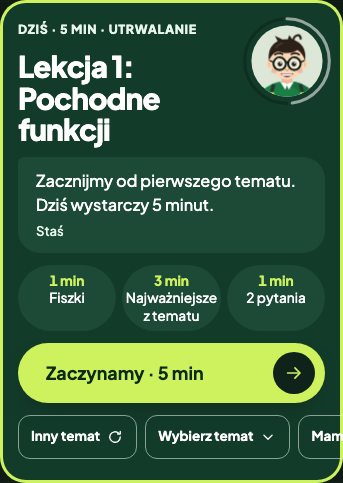 DZIŚ · 5 MIN · UTRWALANIE
Lekcja 1:
Pochodne
funkcji
Zacznijmy od pierwszego tematu.
Dziś wystarczy 5 minut.
Staś
1 min
Fiszki
3 min
Najważniejsze
z tematu
1 min
2 pytania
Zaczynamy · 5 min
Inny temat
Wybierz temat
Mam